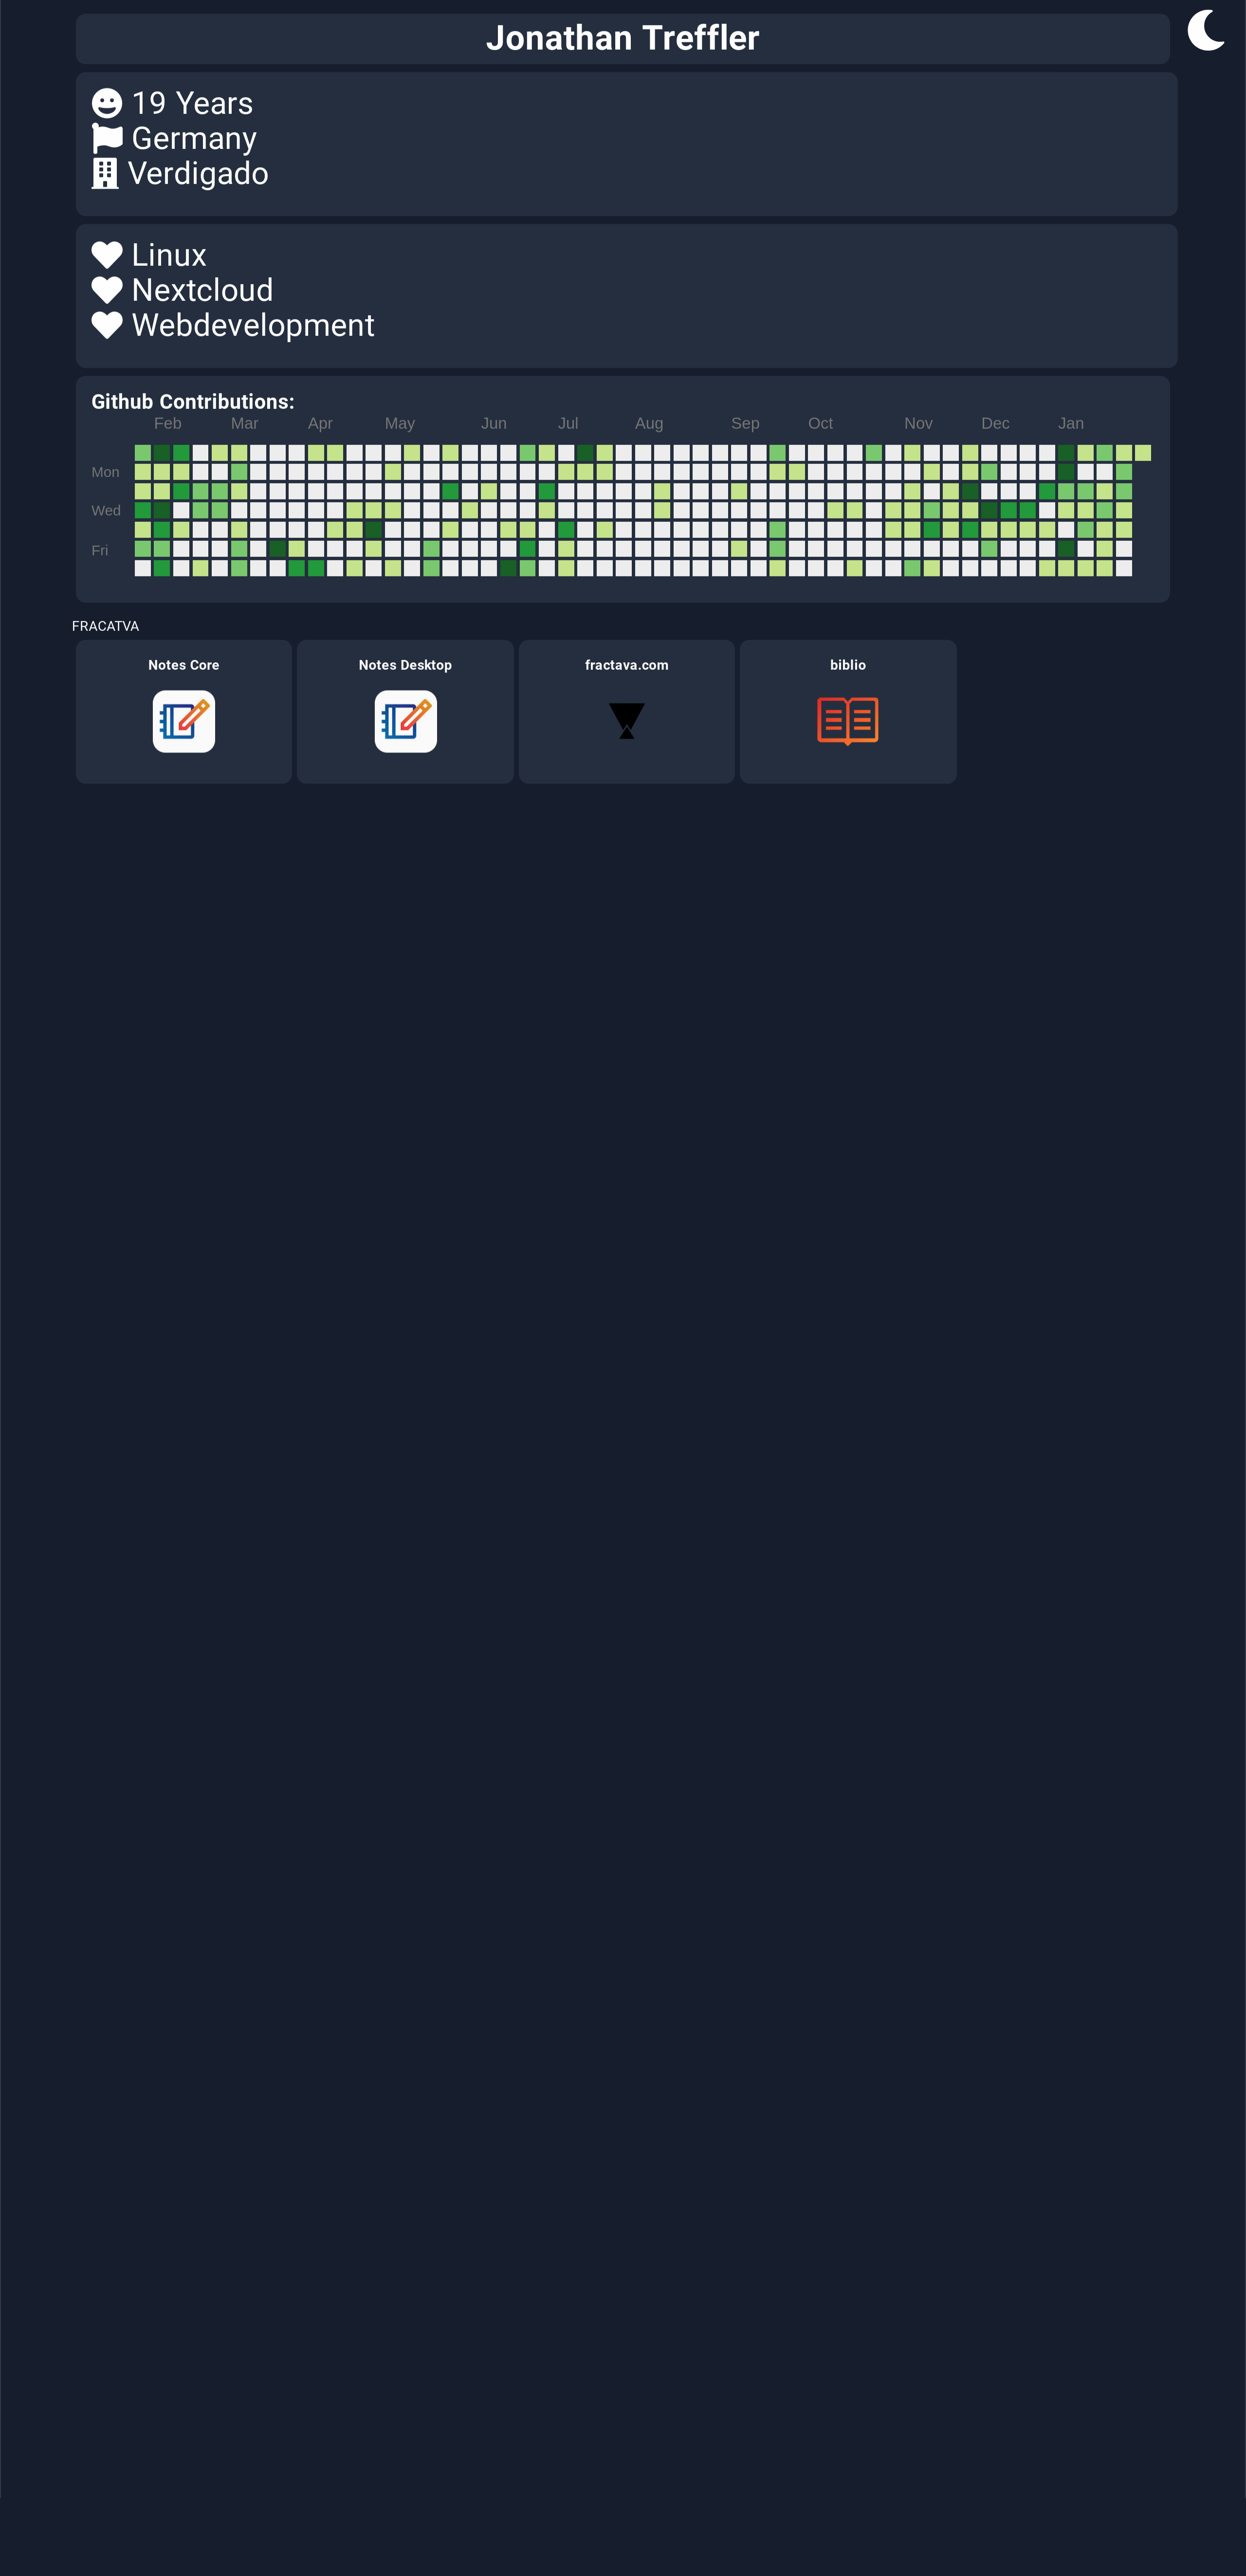 Jonathan Treffler
19 Years
Germany
Verdigado
Linux
Nextcloud
Webdevelopment
Github Contributions:
Feb Mar Apr May Jun Jul Aug Sep Oct Nov Dec Jan
Mon
Wed
Fri
FRACATVA
Notes Core Notes Desktop fractava.com biblio